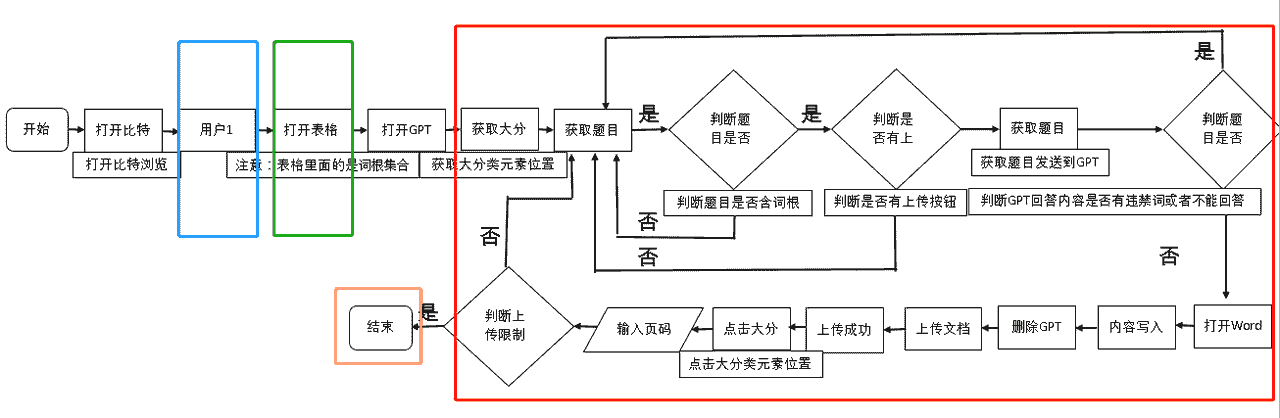 开始
打开比特
打开比特浏览
用户1
打开表格
注意：表格里面的是词根集合
打开GPT
获取大分
获取大分类元素位置
获取题目
是
判断题
目是否
判断题目是否含词根
否
是
判断是
否有上
判断是否有上传按钮
否
获取题目
获取题目发送到GPT
判断题
目是否
判断GPT回答内容是否有违禁词或者不能回答
是
否
打开Word
内容写入
删除GPT
上传文档
上传成功
点击大分
点击大分类元素位置
输入页码
判断上
传限制
否
是
结束